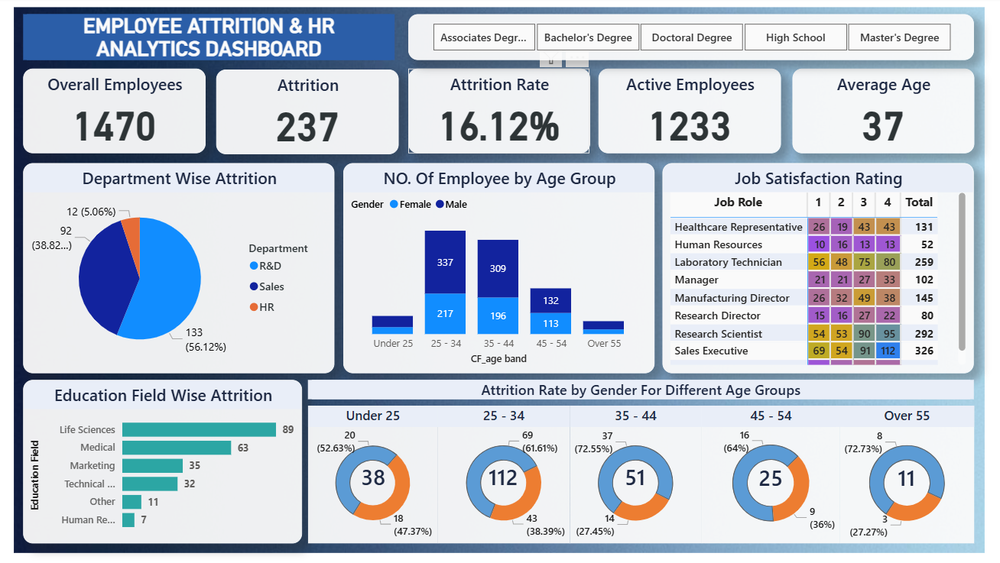 EMPLOYEE ATTRITION & HR
ANALYTICS DASHBOARD
Associates Degr...
Bachelor's Degree
Doctoral Degree
High School
Master's Degree
Overall Employees
1470
Attrition
237
Attrition Rate
16.12%
Active Employees
1233
Average Age
37
Department Wise Attrition
12 (5.06%)
92
(38.82...)
133
(56.12%)
Department
R&D
Sales
HR
NO. Of Employee by Age Group
Gender Female Male
337
217
309
196
132
113
Under 25 25 - 34 35 - 44 45 - 54 Over 55
CF_age band
Job Satisfaction Rating
Job Role 1 2 3 4 Total
Healthcare Representative 26 19 43 43 131
Human Resources 10 16 13 13 52
Laboratory Technician 56 48 75 80 259
Manager 21 21 27 33 102
Manufacturing Director 26 32 49 38 145
Research Director 15 16 27 22 80
Research Scientist 54 53 90 95 292
Sales Executive 69 54 91 112 326
Education Field Wise Attrition
Education Field
Life Sciences 89
Medical 63
Marketing 35
Technical ... 32
Other 11
Human Re... 7
Attrition Rate by Gender For Different Age Groups
Under 25
20
(52.63%)
38
18
(47.37%)
25 - 34
69
(61.61%)
112
43
(38.39%)
35 - 44
37
(72.55%)
51
14
(27.45%)
45 - 54
16
(64%)
25
9
(36%)
Over 55
8
(72.73%)
11
3
(27.27%)